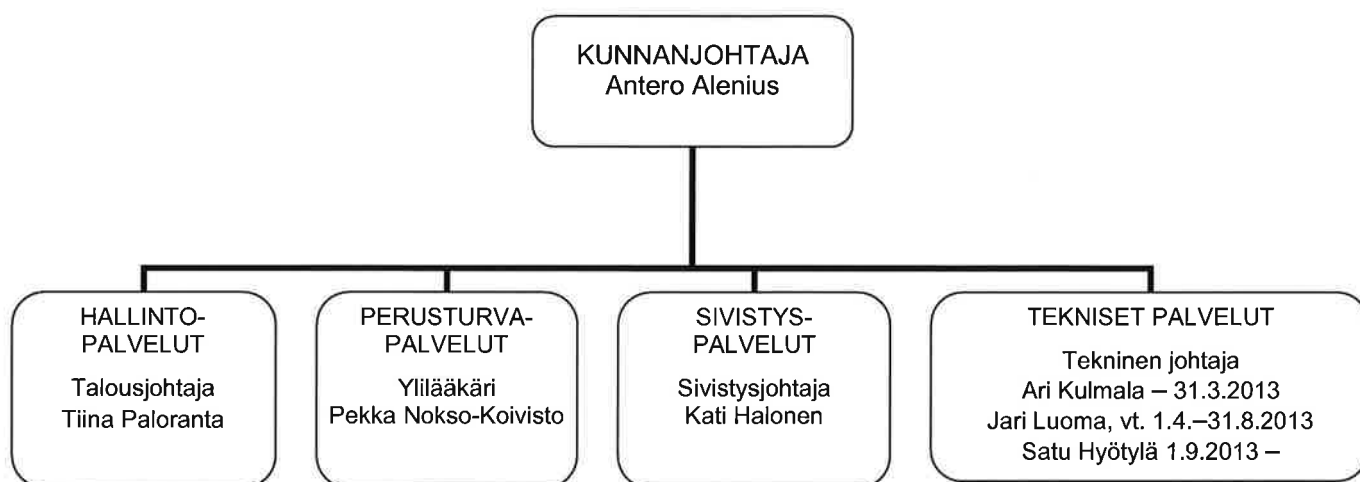 KUNNANJOHTAJA
Antero Alenius
HALLINTO-
PALVELUT
Talousjohtaja
Tiina Paloranta
PERUSTURVA-
PALVELUT
Ylilääkäri
Pekka Nokso-Koivisto
SIVISTYS-
PALVELUT
Sivistysjohtaja
Kati Halonen
TEKNISET PALVELUT
Tekninen johtaja
Ari Kulmala – 31.3.2013
Jari Luoma, vt. 1.4.–31.8.2013
Satu Hyötylä 1.9.2013 –